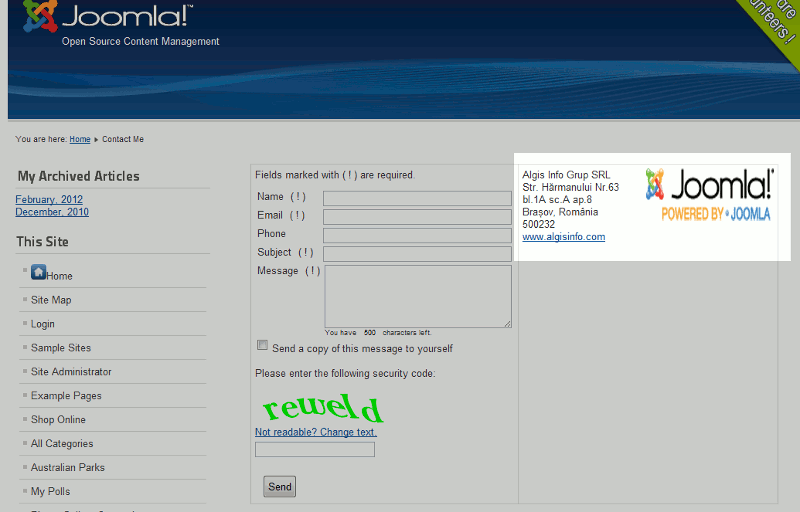 Joomla!™
Open Source Content Management
are
unteers !
You are here: Home Contact Me
My Archived Articles
February, 2012
December, 2010
This Site
Home
Site Map
Login
Sample Sites
Site Administrator
Example Pages
Shop Online
All Categories
Australian Parks
My Polls
Fields marked with ( ! ) are required.
Name ( ! )
Email ( ! )
Phone
Subject ( ! )
Message ( ! )
You have 500 characters left.
Send a copy of this message to yourself
Please enter the following security code:
reweld
Not readable? Change text.
Send
Algis Info Grup SRL
Str. Hărmanului Nr.63
bl.1A sc.A ap.8
Brașov, România
500232
www.algisinfo.com
Joomla!
POWERED BY JOOMLA